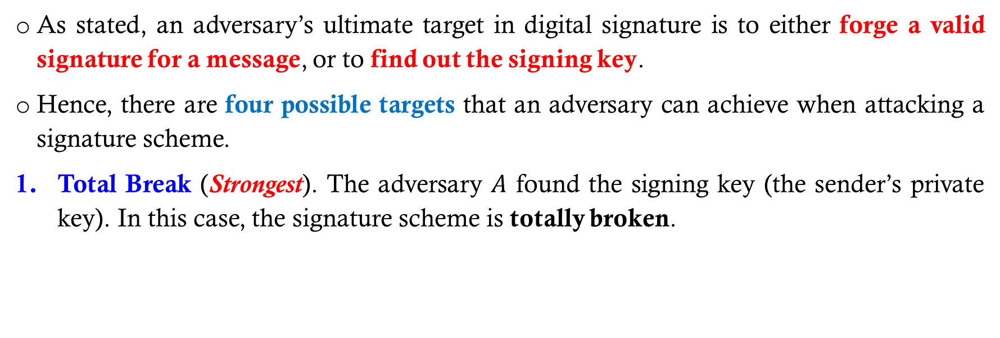 ○ As stated, an adversary’s ultimate target in digital signature is to either forge a valid
signature for a message, or to find out the signing key.
○ Hence, there are four possible targets that an adversary can achieve when attacking a
signature scheme.
1. Total Break (Strongest). The adversary A found the signing key (the sender’s private
key). In this case, the signature scheme is totally broken.